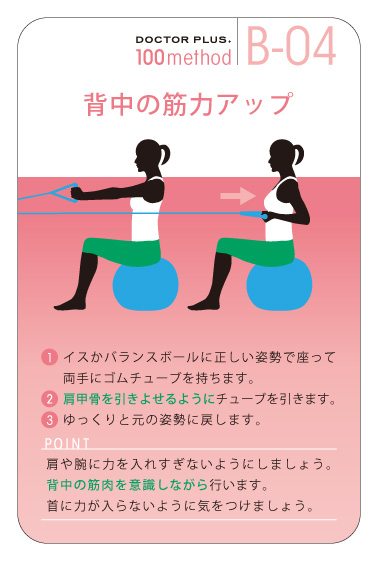 DOCTOR PLUS.
100method
B-04
背中の筋力アップ
1 イスかバランスボールに正しい姿勢で座って
両手にゴムチューブを持ちます。
2 肩甲骨を引きよせるようにチューブを引きます。
3 ゆっくりと元の姿勢に戻します。
POINT
肩や腕に力を入れすぎないようにしましょう。
背中の筋肉を意識しながら行います。
首に力が入らないように気をつけましょう。